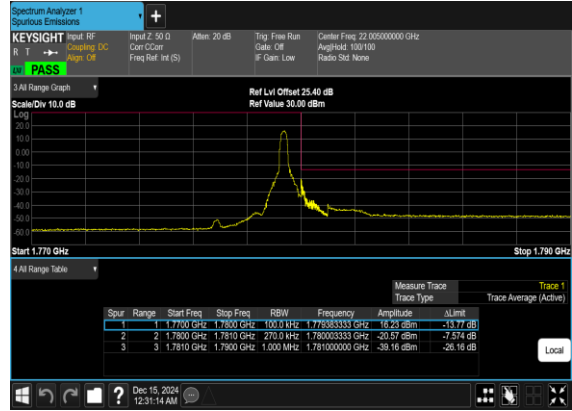 Spectrum Analyzer 1
Spurious Emissions
KEYSIGHT Input: RF Input Z: 50 Ω Atten: 20 dB Trig: Free Run Center Freq: 22.005000000 GHz
R T Coupling: DC Corr CCorr Gate: Off Avg|Hold: 100/100
Align: Off Freq Ref: Int (S) IF Gain: Low Radio Std: None
PASS
3 All Range Graph
Ref Lvl Offset 25.40 dB
Scale/Div 10.0 dB Ref Value 30.00 dBm
Log
20.0
10.0
0.00
-10.0
-20.0
-30.0
-40.0
-50.0
-60.0
Start 1.770 GHz Stop 1.790 GHz
4 All Range Table
Measure Trace Trace 1
Trace Type Trace Average (Active)
Spur Range Start Freq Stop Freq RBW Frequency Amplitude ΔLimit
1 1 1.7700 GHz 1.7800 GHz 100.0 kHz 1.779383333 GHz 16.23 dBm -13.77 dB
2 2 1.7800 GHz 1.7810 GHz 270.0 kHz 1.780003333 GHz -20.57 dBm -7.574 dB
3 3 1.7810 GHz 1.7900 GHz 1.000 MHz 1.781000000 GHz -39.16 dBm -26.16 dB
Local
? Dec 15, 2024
12:31:14 AM